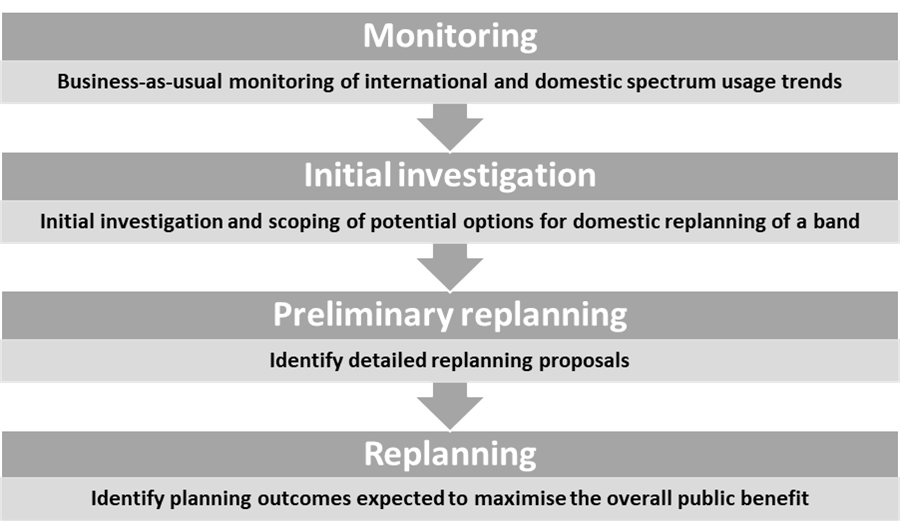 Monitoring
Business-as-usual monitoring of international and domestic spectrum usage trends
Initial investigation
Initial investigation and scoping of potential options for domestic replanning of a band
Preliminary replanning
Identify detailed replanning proposals
Replanning
Identify planning outcomes expected to maximise the overall public benefit